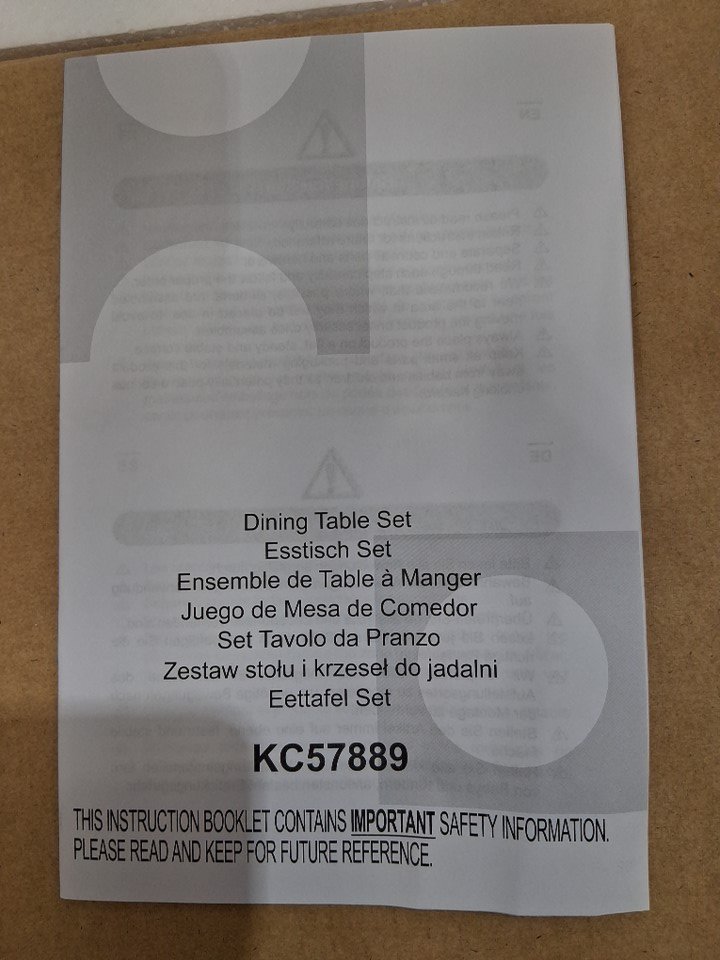 Dining Table Set
Esstisch Set
Ensemble de Table à Manger
Juego de Mesa de Comedor
Set Tavolo da Pranzo
Zestaw stołu i krzeseł do jadalni
Eettafel Set
KC57889
THIS INSTRUCTION BOOKLET CONTAINS IMPORTANT SAFETY INFORMATION.
PLEASE READ AND KEEP FOR FUTURE REFERENCE.